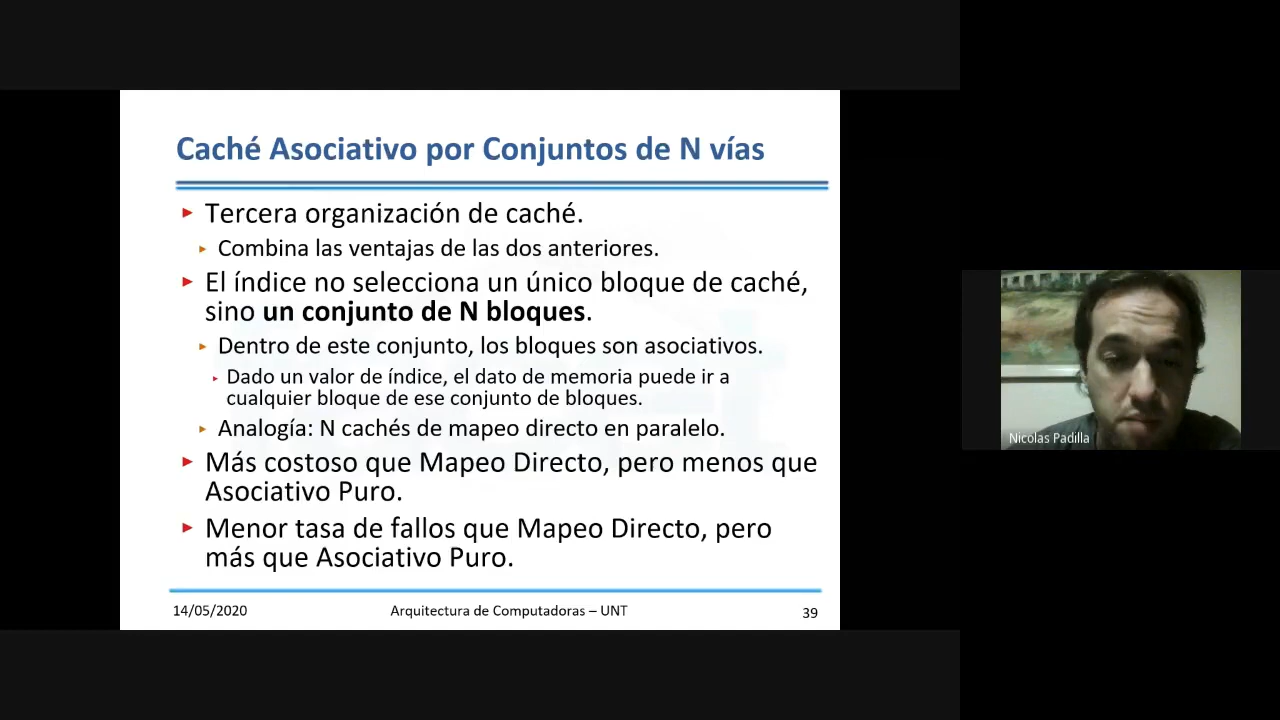 Caché Asociativo por Conjuntos de N vías
Tercera organización de caché.
Combina las ventajas de las dos anteriores.
El índice no selecciona un único bloque de caché,
sino un conjunto de N bloques.
Dentro de este conjunto, los bloques son asociativos.
Dado un valor de índice, el dato de memoria puede ir a
cualquier bloque de ese conjunto de bloques.
Analogía: N cachés de mapeo directo en paralelo.
Más costoso que Mapeo Directo, pero menos que
Asociativo Puro.
Menor tasa de fallos que Mapeo Directo, pero
más que Asociativo Puro.
14/05/2020
Arquitectura de Computadoras – UNT
39
Nicolas Padilla